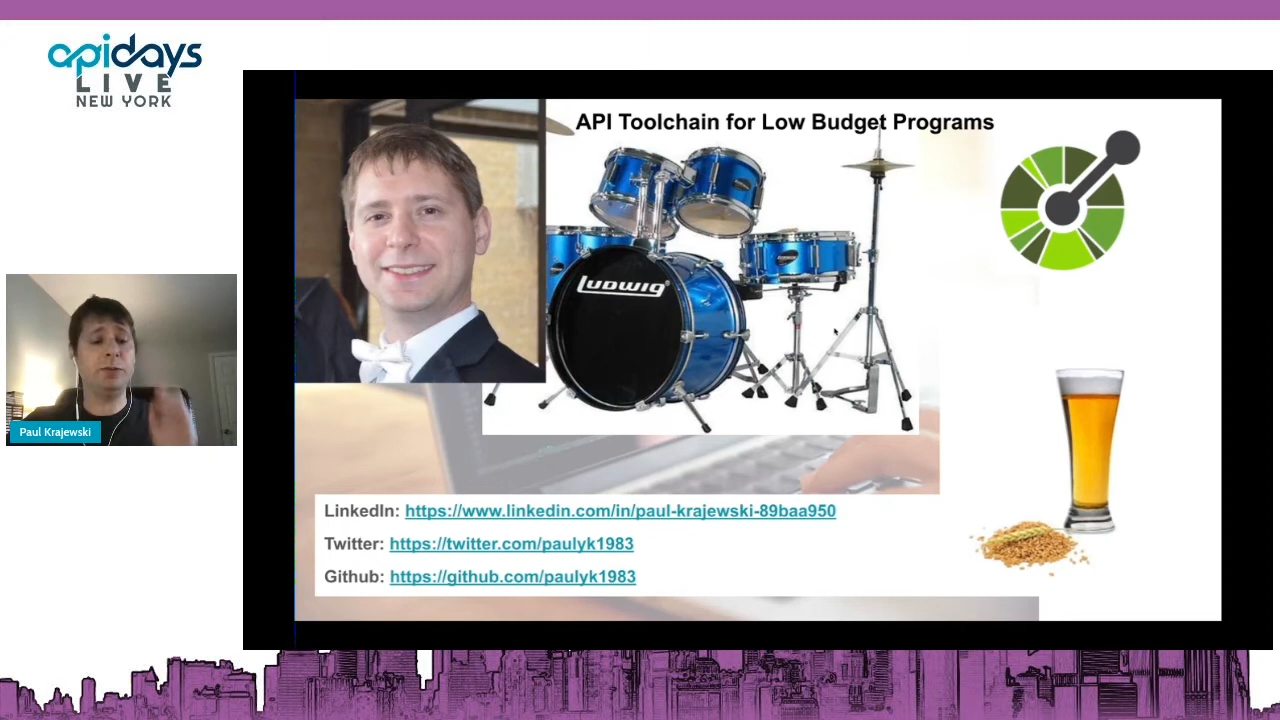 apidays
LIVE
NEW YORK
API Toolchain for Low Budget Programs
LUDWIG
Paul Krajewski
LinkedIn: https://www.linkedin.com/in/paul-krajewski-89baa950
Twitter: https://twitter.com/paulyk1983
Github: https://github.com/paulyk1983